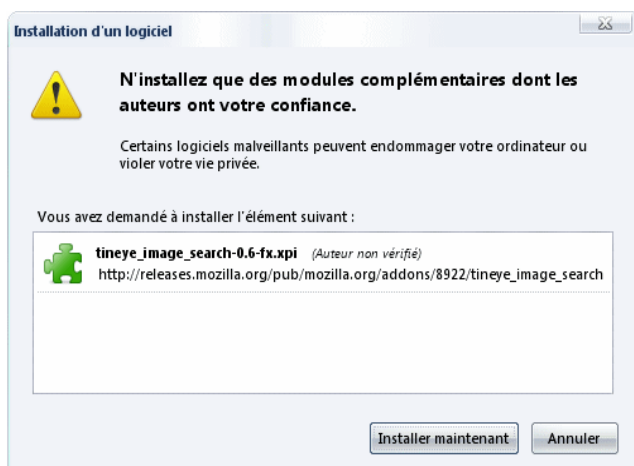 Installation d'un logiciel
N'installez que des modules complémentaires dont les
auteurs ont votre confiance.
Certains logiciels malveillants peuvent endommager votre ordinateur ou
violer votre vie privée.
Vous avez demandé à installer l'élément suivant :
tineye_image_search-0.6-fx.xpi (Auteur non vérifié)
http://releases.mozilla.org/pub/mozilla.org/addons/8922/tineye_image_search
Installer maintenant Annuler